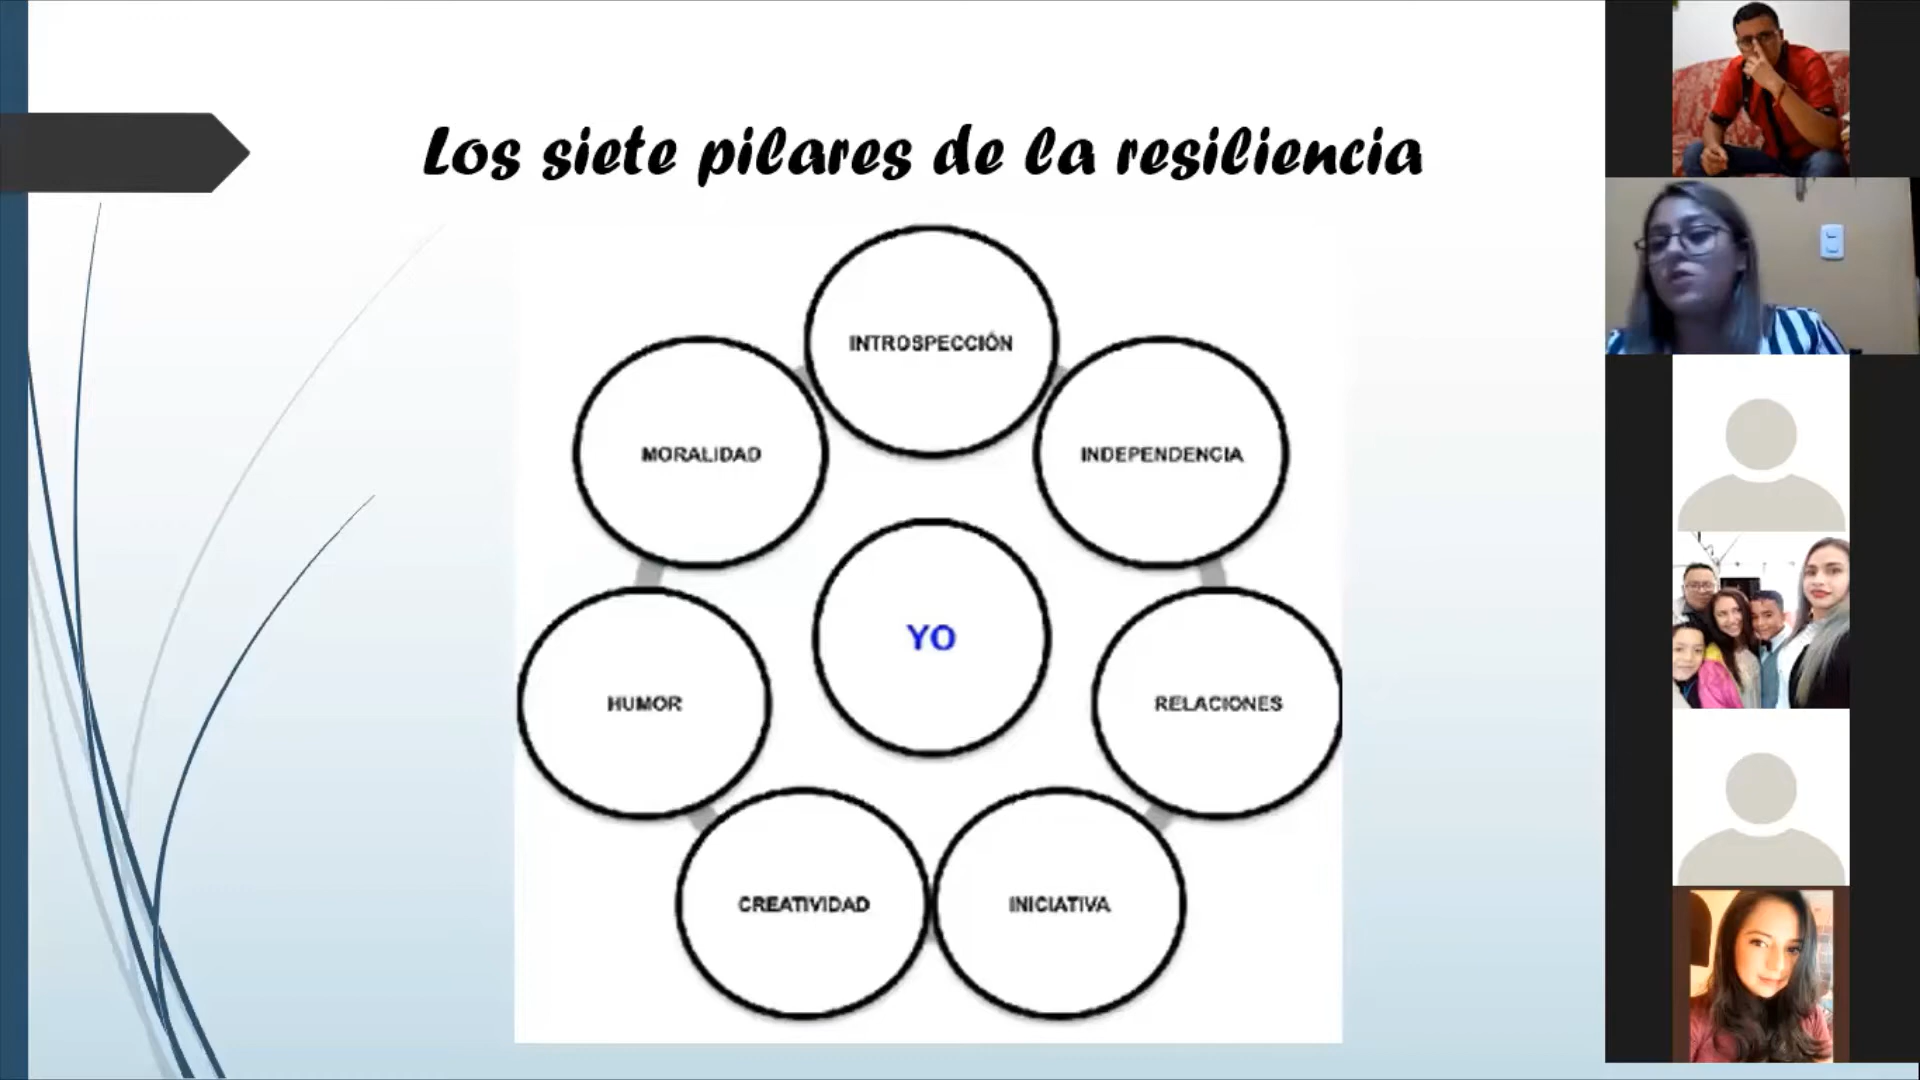 Los siete pilares de la resiliencia
INTROSPECCIÓN
MORALIDAD
INDEPENDENCIA
YO
HUMOR
RELACIONES
CREATIVIDAD
INICIATIVA